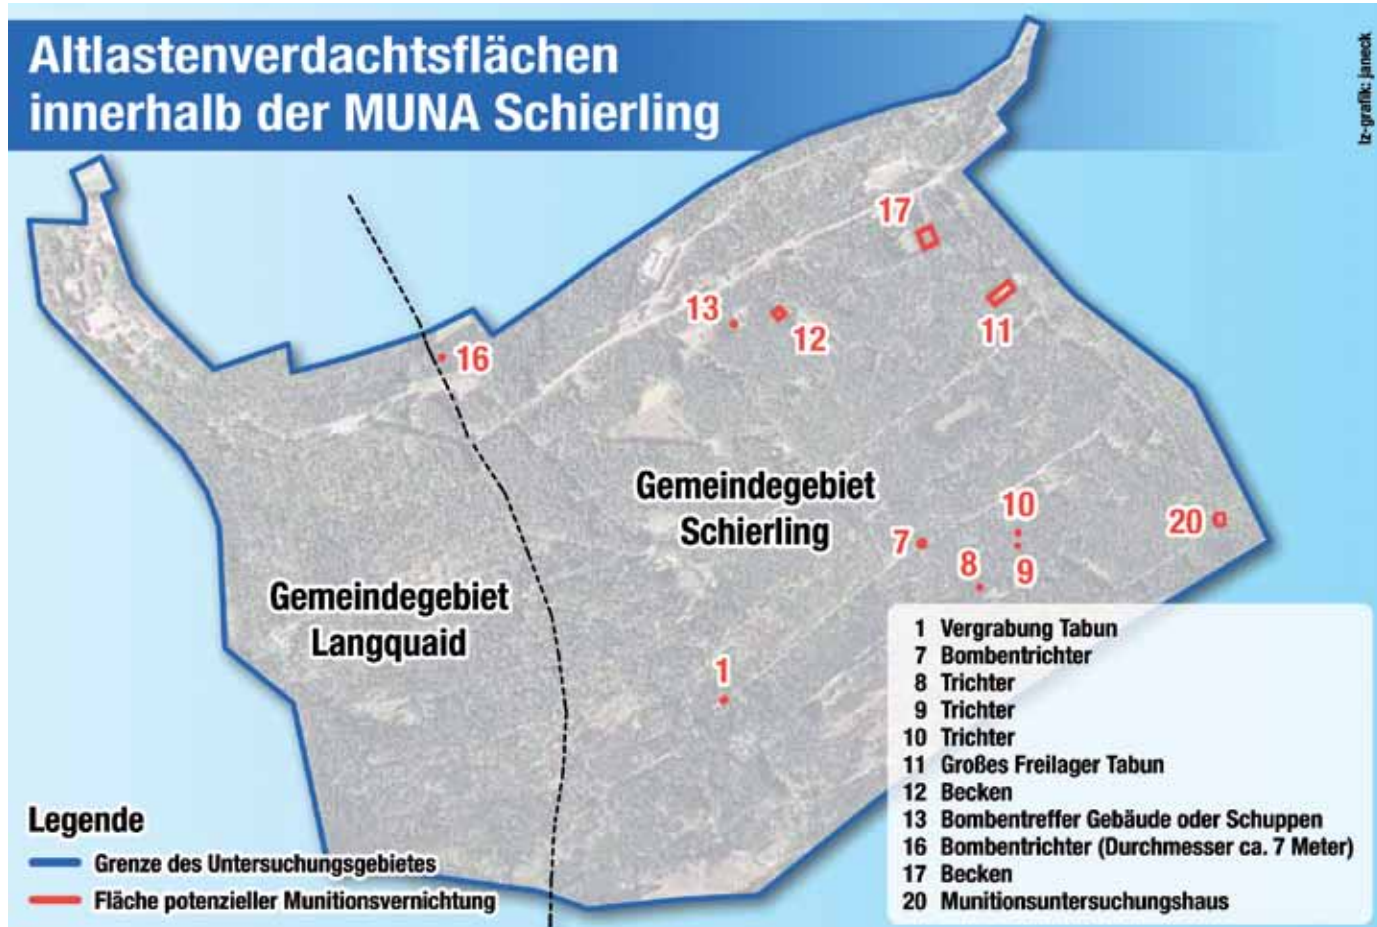 Altlastenverdachtsflächen
innerhalb der MUNA Schierling
tz-grafik: janeck
17
13
12
11
16
Gemeindegebiet
Schierling
10
20
7
8
9
Gemeindegebiet
Langquaid
1
1 Vergrabung Tabun
7 Bombentrichter
8 Trichter
9 Trichter
10 Trichter
11 Großes Freilager Tabun
12 Becken
13 Bombentreffer Gebäude oder Schuppen
16 Bombentrichter (Durchmesser ca. 7 Meter)
17 Becken
20 Munitionsuntersuchungshaus
Legende
Grenze des Untersuchungsgebietes
Fläche potenzieller Munitionsvernichtung